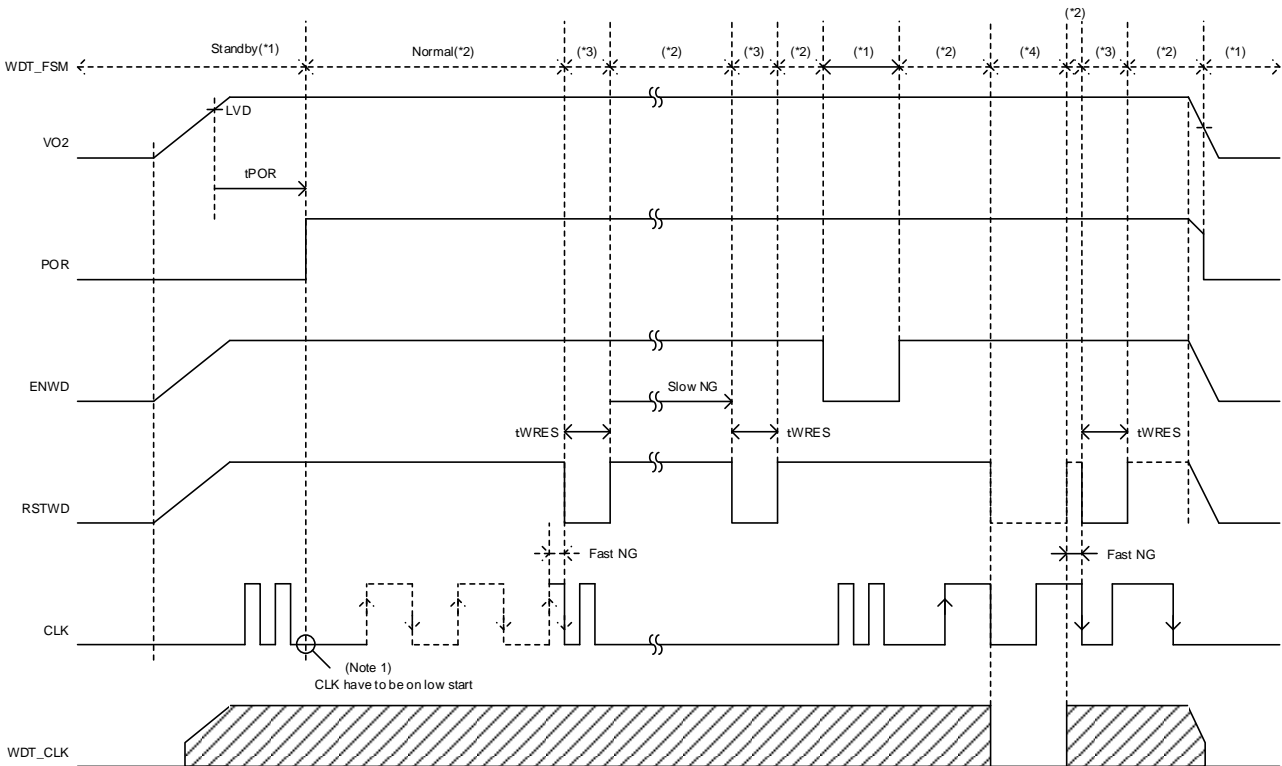 (*2)
Standby(*1) Normal(*2) (*3) (*2) (*3) (*2) (*1) (*2) (*4) (*3) (*2) (*1)
WDT_FSM
LVD
VO2
tPOR
POR
ENWD
Slow NG
tWRES tWRES tWRES
RSTWD
Fast NG Fast NG
CLK
(Note 1)
CLK have to be on low start
WDT_CLK